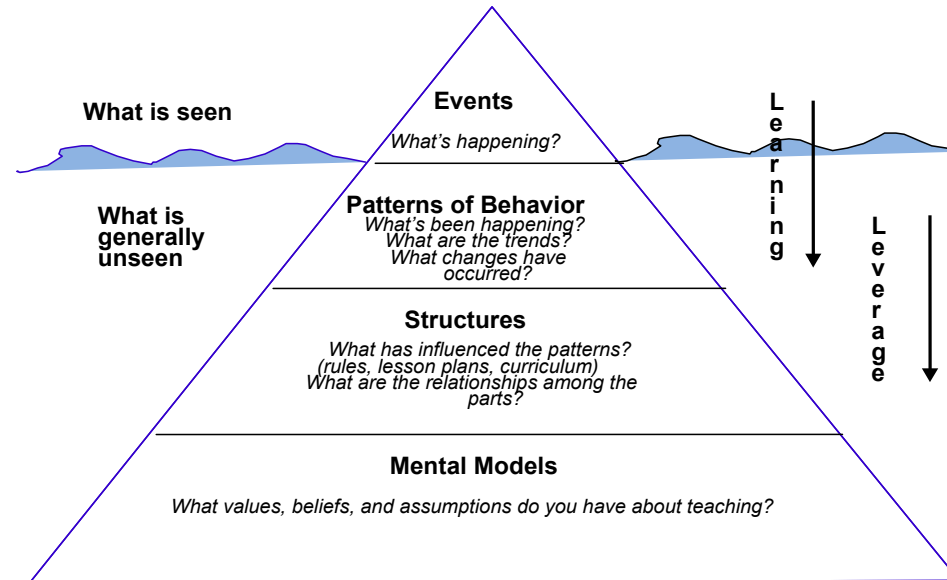 What is seen
Events
What's happening?
What is
generally
unseen
Patterns of Behavior
What's been happening?
What are the trends?
What changes have
occurred?
Structures
What has influenced the patterns?
(rules, lesson plans, curriculum)
What are the relationships among the
parts?
Mental Models
What values, beliefs, and assumptions do you have about teaching?
Learning
Leverage